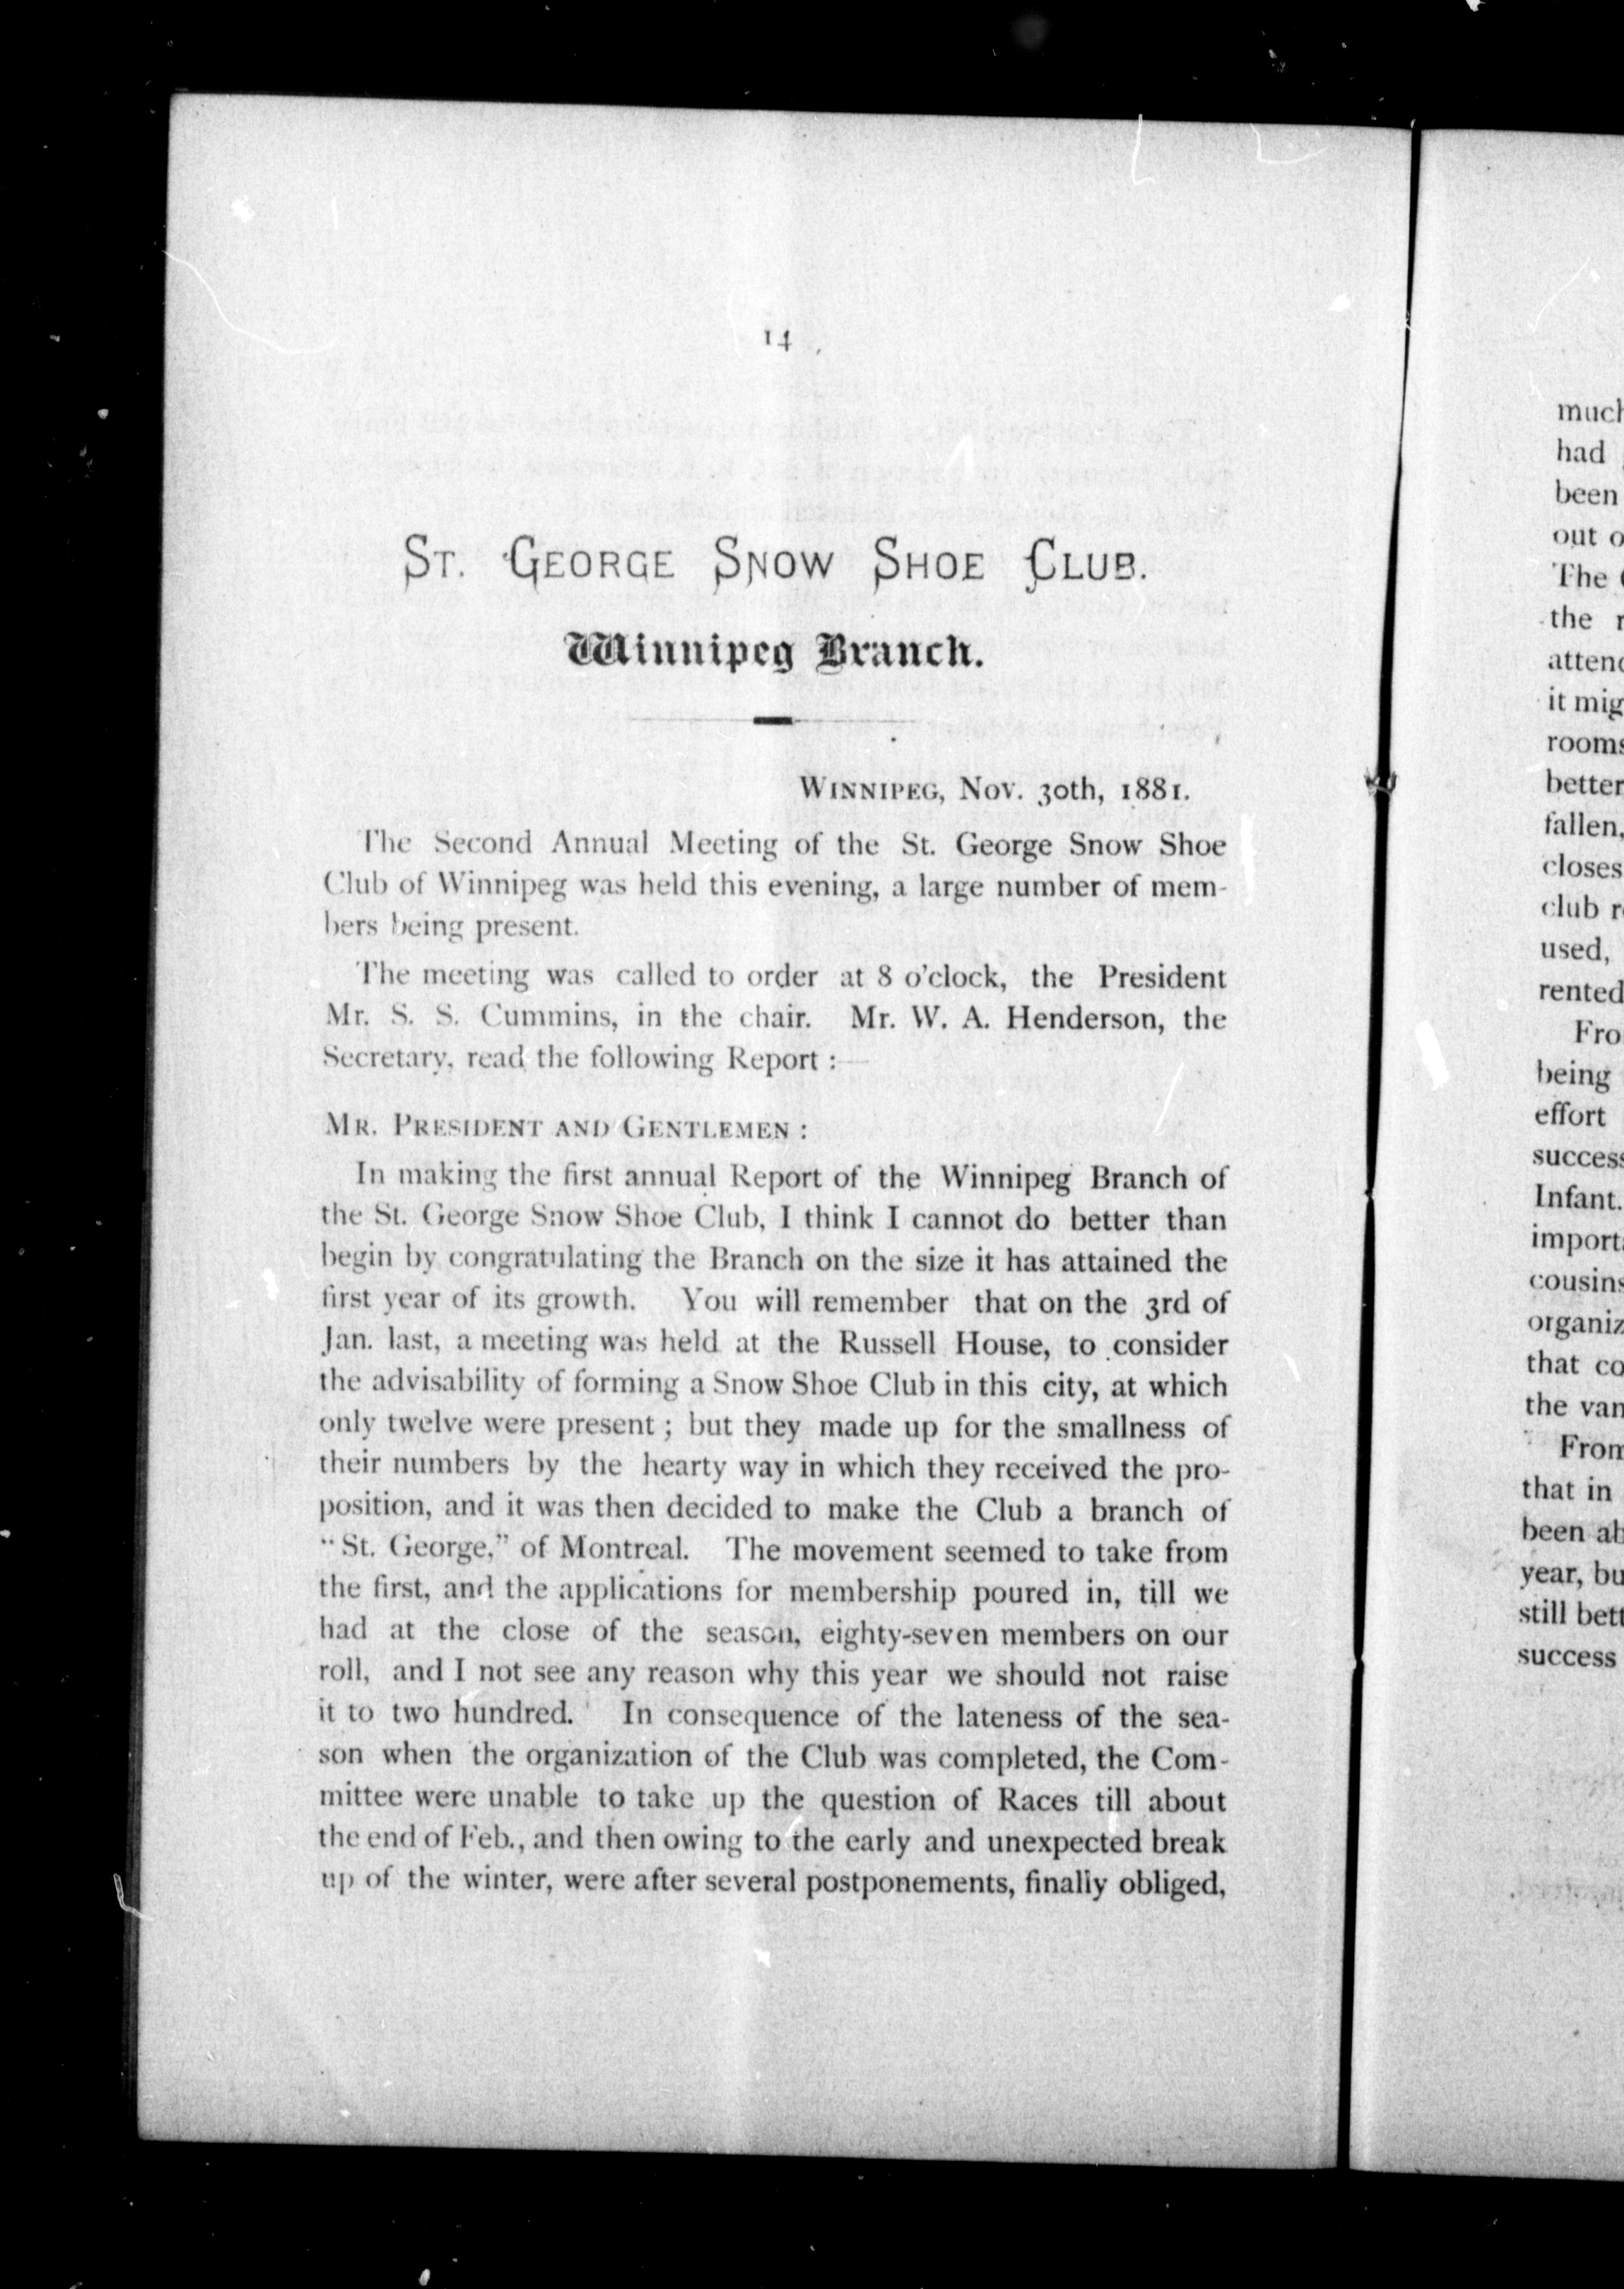 14
ST. GEORGE SNOW SHOE CLUB.
Winnipeg Branch.
WINNIPEG, NOV. 30th, 1881.
The Second Annual Meeting of the St. George Snow Shoe
Club of Winnipeg was held this evening, a large number of mem-
bers being present.
The meeting was called to order at 8 o'clock, the President
Mr. S. S. Cummins, in the chair. Mr. W. A. Henderson, the
Secretary, read the following Report :—
MR. PRESIDENT AND GENTLEMEN :
In making the first annual Report of the Winnipeg Branch of
the St. George Snow Shoe Club, I think I cannot do better than
begin by congratulating the Branch on the size it has attained the
first year of its growth. You will remember that on the 3rd of
Jan. last, a meeting was held at the Russell House, to consider
the advisability of forming a Snow Shoe Club in this city, at which
only twelve were present ; but they made up for the smallness of
their numbers by the hearty way in which they received the pro-
position, and it was then decided to make the Club a branch of
"St. George," of Montreal. The movement seemed to take from
the first, and the applications for membership poured in, till we
had at the close of the season, eighty-seven members on our
roll, and I not see any reason why this year we should not raise
it to two hundred. In consequence of the lateness of the sea-
son when the organization of the Club was completed, the Com-
mittee were unable to take up the question of Races till about
the end of Feb., and then owing to the early and unexpected break
up of the winter, were after several postponements, finally obliged,
much
had
been
out
The
the
it
rooms
better
fallen,
closes
club
used,
rented
being
effort
success
Infant.
cousins
that
the
From
that in
been
year,
still
success